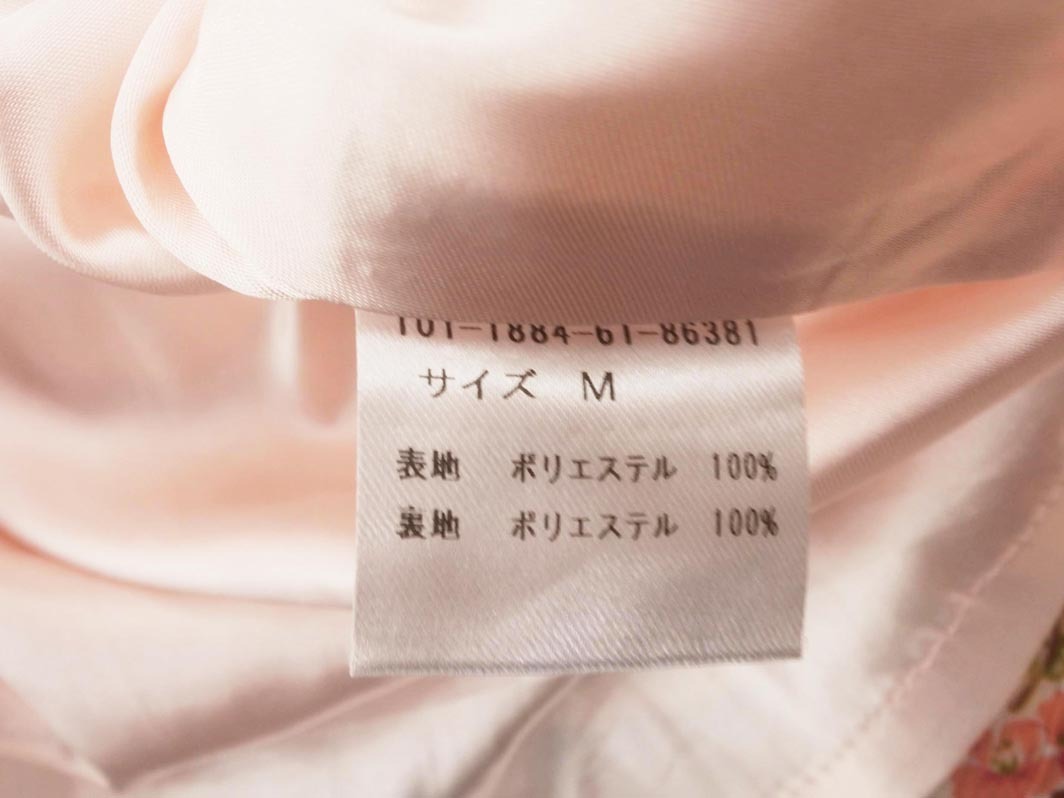 101-1884-61-86381
サイズ M
表地 ポリエステル 100%
裏地 ポリエステル 100%